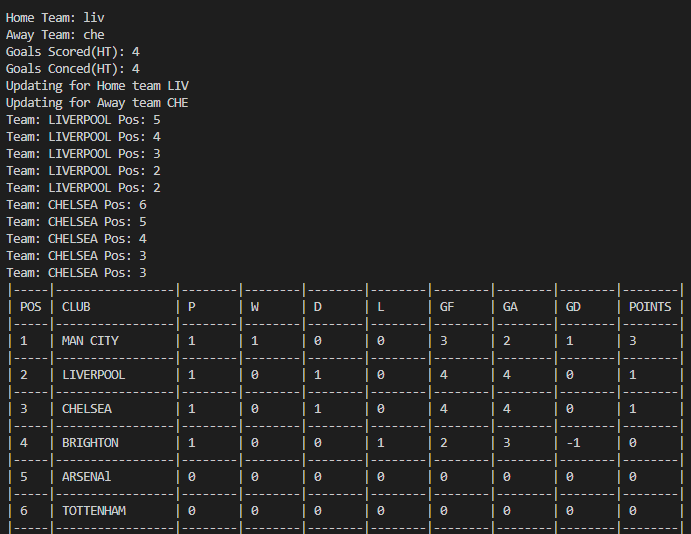 Home Team: liv
Away Team: che
Goals Scored(HT): 4
Goals Conced(HT): 4
Updating for Home team LIV
Updating for Away team CHE
Team: LIVERPOOL Pos: 5
Team: LIVERPOOL Pos: 4
Team: LIVERPOOL Pos: 3
Team: LIVERPOOL Pos: 2
Team: LIVERPOOL Pos: 2
Team: CHELSEA Pos: 6
Team: CHELSEA Pos: 5
Team: CHELSEA Pos: 4
Team: CHELSEA Pos: 3
Team: CHELSEA Pos: 3
|-----|-----------------|--------|--------|--------|--------|--------|--------|--------|--------|
| POS | CLUB            | P      | W      | D      | L      | GF     | GA     | GD     | POINTS |
|-----|-----------------|--------|--------|--------|--------|--------|--------|--------|--------|
| 1   | MAN CITY        | 1      | 1      | 0      | 0      | 3      | 2      | 1      | 3      |
|-----|-----------------|--------|--------|--------|--------|--------|--------|--------|--------|
| 2   | LIVERPOOL       | 1      | 0      | 1      | 0      | 4      | 4      | 0      | 1      |
|-----|-----------------|--------|--------|--------|--------|--------|--------|--------|--------|
| 3   | CHELSEA         | 1      | 0      | 1      | 0      | 4      | 4      | 0      | 1      |
|-----|-----------------|--------|--------|--------|--------|--------|--------|--------|--------|
| 4   | BRIGHTON        | 1      | 0      | 0      | 1      | 2      | 3      | -1     | 0      |
|-----|-----------------|--------|--------|--------|--------|--------|--------|--------|--------|
| 5   | ARSENAl         | 0      | 0      | 0      | 0      | 0      | 0      | 0      | 0      |
|-----|-----------------|--------|--------|--------|--------|--------|--------|--------|--------|
| 6   | TOTTENHAM       | 0      | 0      | 0      | 0      | 0      | 0      | 0      | 0      |
|-----|-----------------|--------|--------|--------|--------|--------|--------|--------|--------|